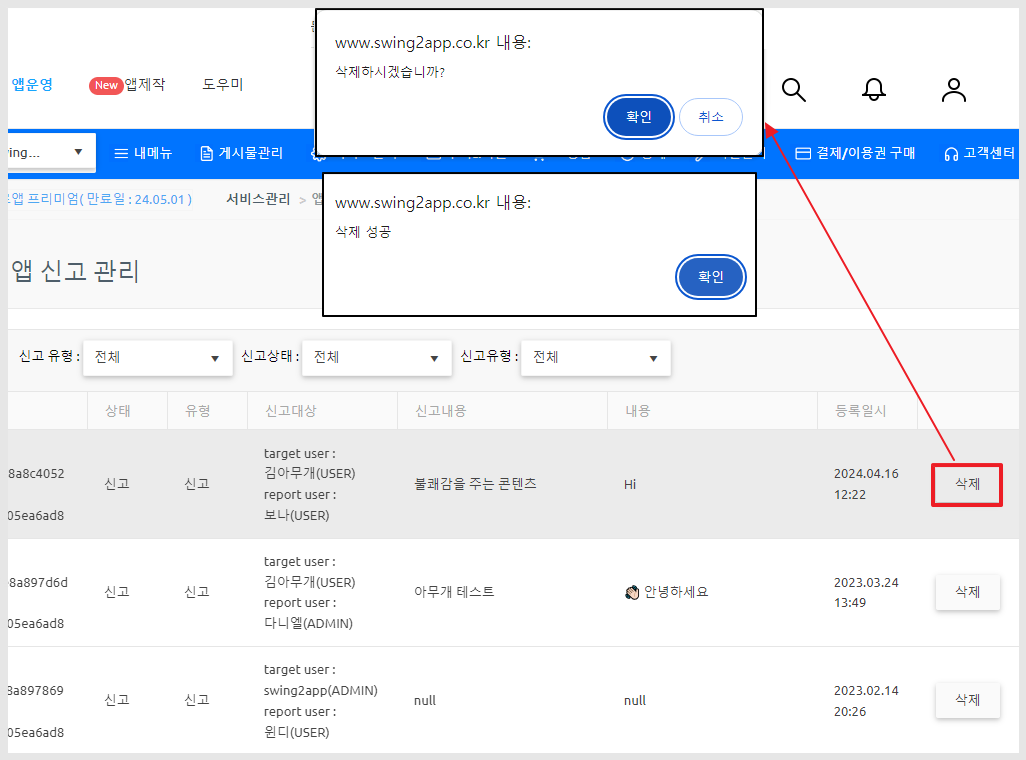 www.swing2app.co.kr 내용:
삭제하시겠습니까?
확인
취소
앱운영
New 앱제작
도우미
내메뉴
게시물관리
결제/이용권 구매
고객센터
www.swing2app.co.kr 내용:
삭제 성공
확인
앱 프리미엄( 만료일 : 24.05.01 )
서비스관리 > 앱
앱 신고 관리
신고 유형 : 전체
신고상태 : 전체
신고유형 : 전체
상태
유형
신고대상
신고내용
내용
등록일시
8a8c4052
05ea6ad8
신고
신고
target user :
김아무개(USER)
report user :
보나(USER)
불쾌감을 주는 콘텐츠
Hi
2024.04.16
12:22
삭제
8a897d6d
05ea6ad8
신고
신고
target user :
김아무개(USER)
report user :
다니엘(ADMIN)
아무개 테스트
👏🏻 안녕하세요
2023.03.24
13:49
삭제
8a897869
05ea6ad8
신고
신고
target user :
swing2app(ADMIN)
report user :
윈디(USER)
null
null
2023.02.14
20:26
삭제